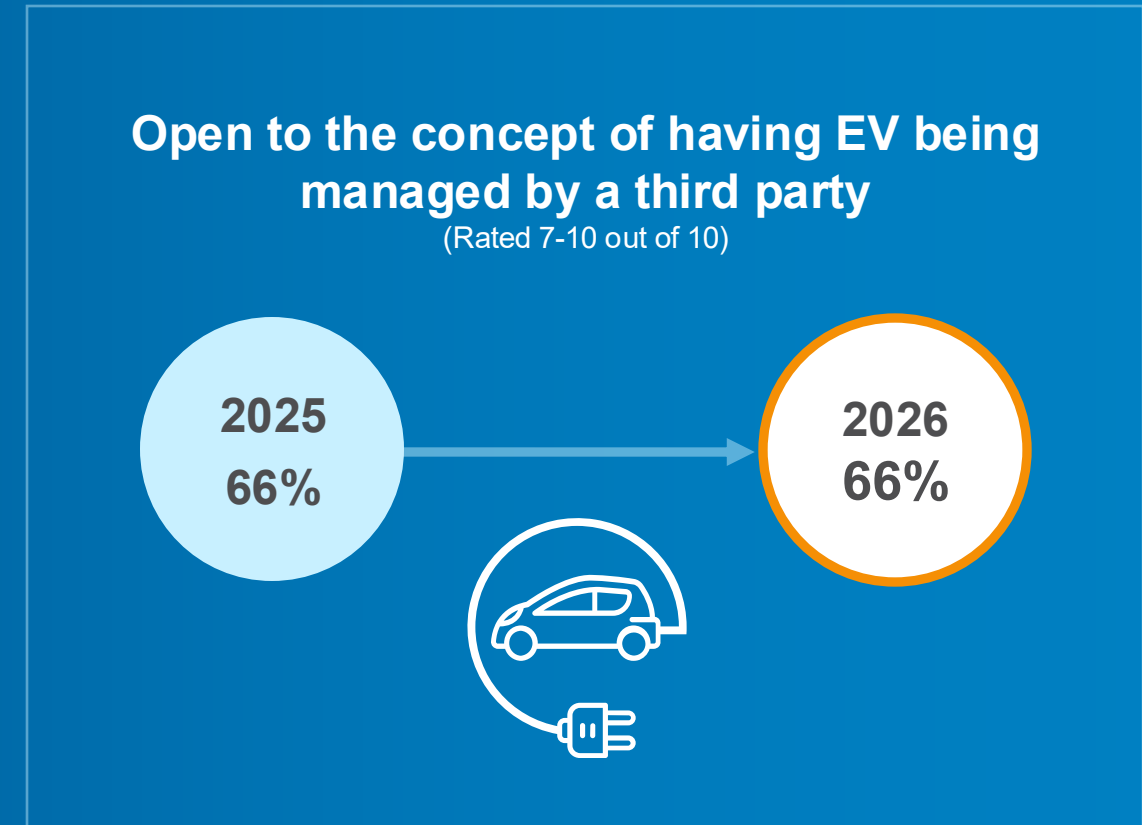 Open to the concept of having EV being
managed by a third party
(Rated 7-10 out of 10)
2025
66%
2026
66%